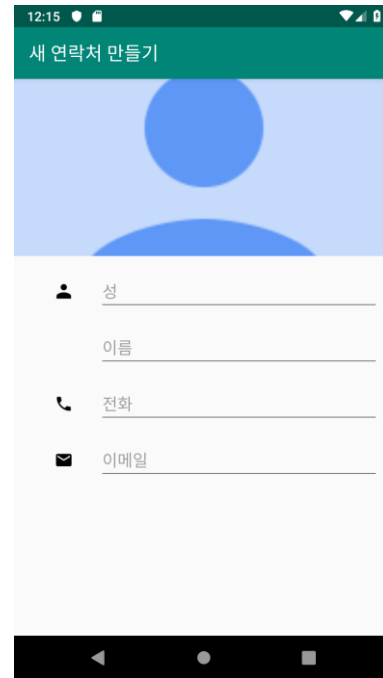 12:15
새 연락처 만들기
성
이름
전화
이메일